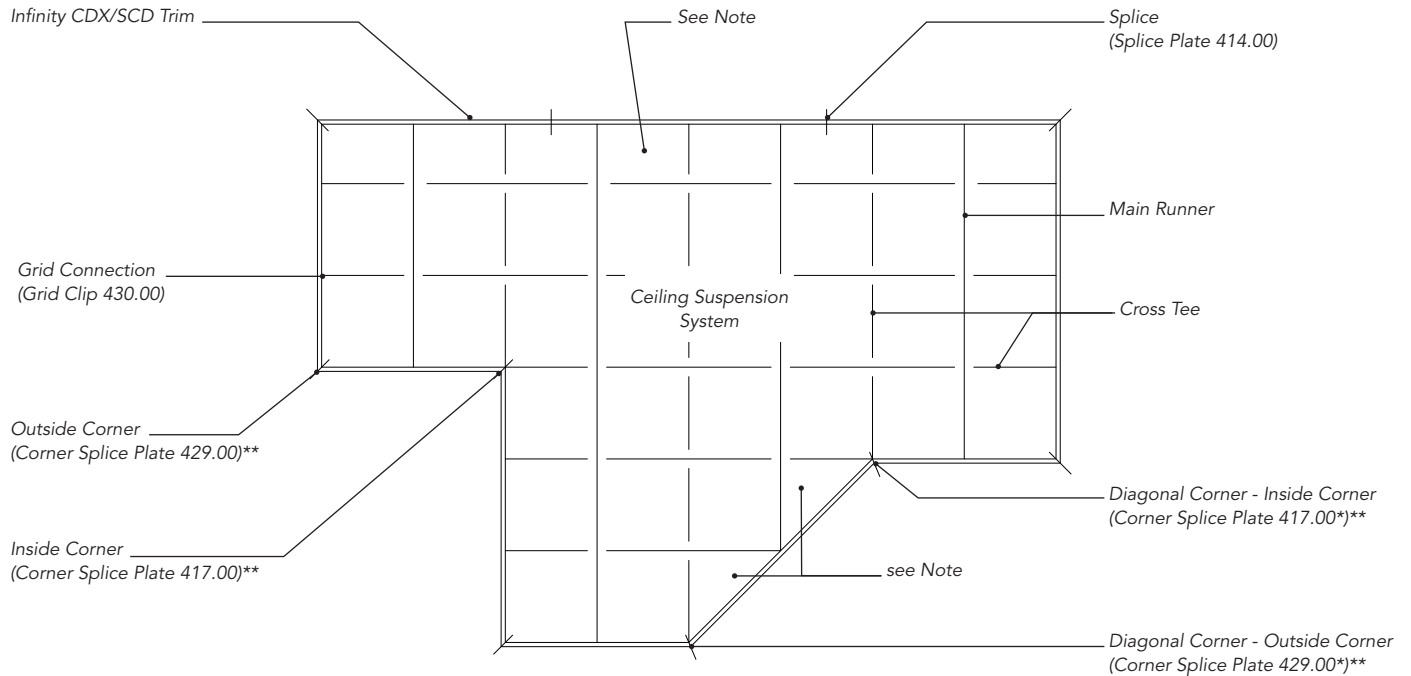 Infinity CDX/SCD Trim
See Note
Splice
(Splice Plate 414.00)
Main Runner
Grid Connection
(Grid Clip 430.00)
Ceiling Suspension
System
Cross Tee
Outside Corner
(Corner Splice Plate 429.00)**
Diagonal Corner - Inside Corner
(Corner Splice Plate 417.00*)**
Inside Corner
(Corner Splice Plate 417.00)**
see Note
Diagonal Corner - Outside Corner
(Corner Splice Plate 429.00*)**